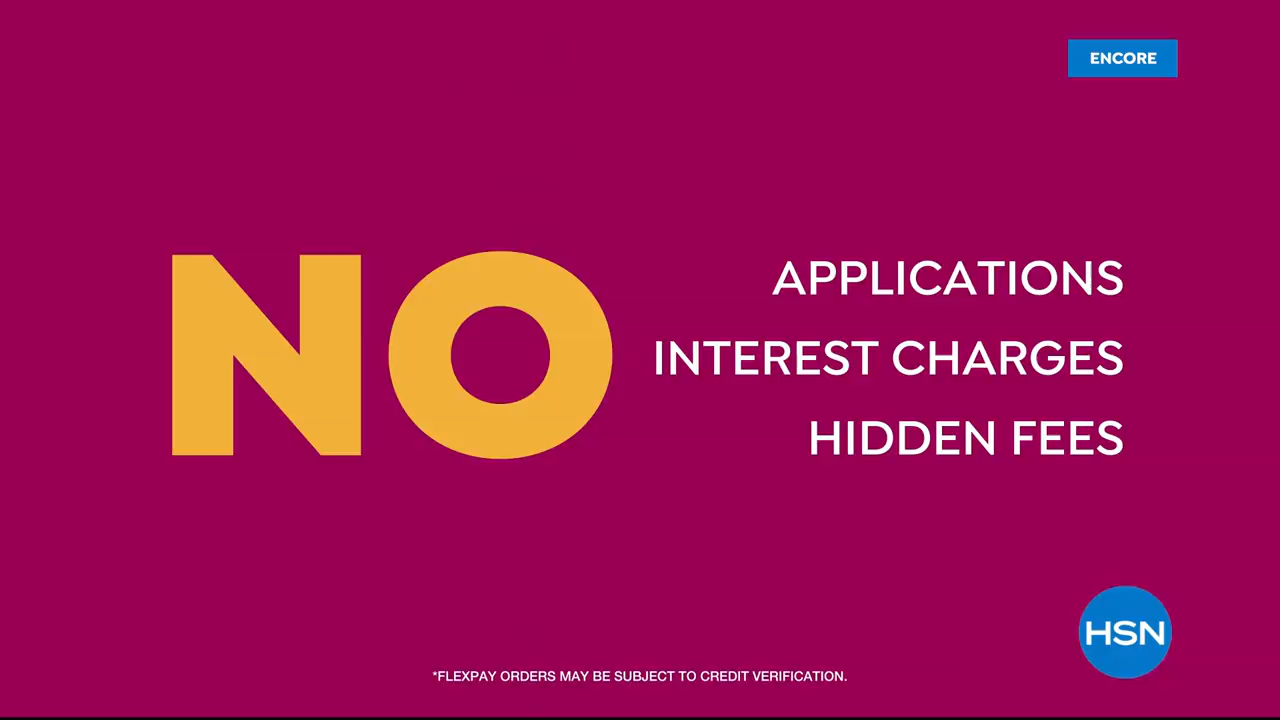 ENCORE
NO
APPLICATIONS
INTEREST CHARGES
HIDDEN FEES
HSN
*FLEXPAY ORDERS MAY BE SUBJECT TO CREDIT VERIFICATION.